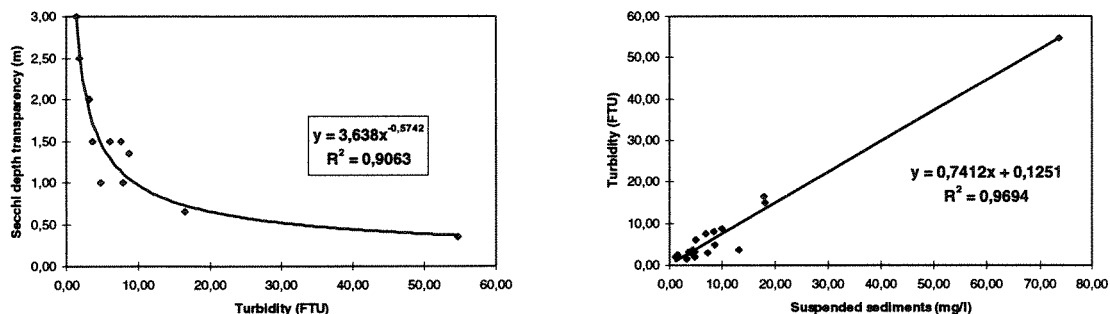 3,00
2,50
2,00
1,50
1,00
0,50
0,00
Secchi depth transparency (m)
y = 3,638x^-0,5742
R² = 0,9063
0,00 10,00 20,00 30,00 40,00 50,00 60,00
Turbidity (FTU)
60,00
50,00
40,00
30,00
20,00
10,00
0,00
Turbidity (FTU)
y = 0,7412x + 0,1251
R² = 0,9694
0,00 10,00 20,00 30,00 40,00 50,00 60,00 70,00 80,00
Suspended sediments (mg/l)